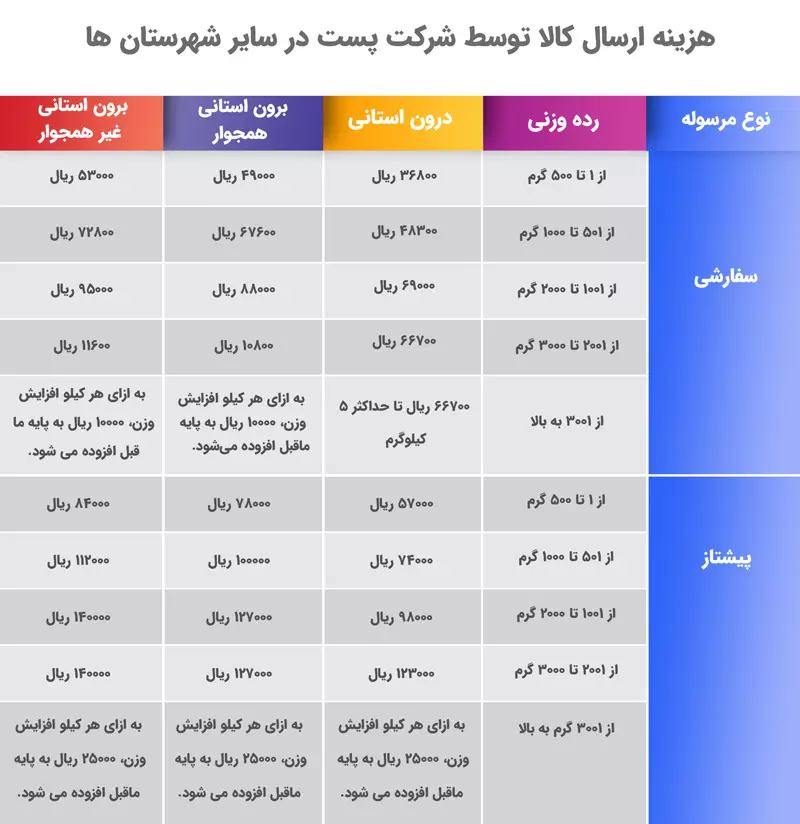 هزینه ارسال کالا توسط شرکت پست در سایر شهرستان ها
نوع مرسوله
رده وزنی
درون استانی
برون استانی
همجوار
برون استانی
غیر همجوار
سفارشی
از ۱ تا ۵۰۰ گرم
۳۶۸۰۰ ریال
۴۹۰۰۰ ریال
۵۳۰۰۰ ریال
از ۵۰۱ تا ۱۰۰۰ گرم
۴۸۳۰۰ ریال
۶۷۶۰۰ ریال
۷۲۸۰۰ ریال
از ۱۰۰۱ تا ۲۰۰۰ گرم
۶۹۰۰۰ ریال
۸۸۰۰۰ ریال
۹۵۰۰۰ ریال
از ۲۰۰۱ تا ۳۰۰۰ گرم
۶۶۷۰۰ ریال
۱۰۸۰۰ ریال
۱۱۶۰۰ ریال
از ۳۰۰۱ به بالا
۶۶۷۰۰ ریال تا حداکثر ۵
کیلوگرم
به ازای هر کیلو افزایش
وزن، ۱۰۰۰۰ ریال به پایه
ماقبل افزوده می‌شود.
به ازای هر کیلو افزایش
وزن، ۱۰۰۰۰ ریال به پایه ما
قبل افزوده می شود.
پیشتاز
از ۱ تا ۵۰۰ گرم
۵۷۰۰۰ ریال
۷۸۰۰۰ ریال
۸۴۰۰۰ ریال
از ۵۰۱ تا ۱۰۰۰ گرم
۷۴۰۰۰ ریال
۱۰۰۰۰۰ ریال
۱۱۲۰۰۰ ریال
از ۱۰۰۱ تا ۲۰۰۰ گرم
۹۸۰۰۰ ریال
۱۲۷۰۰۰ ریال
۱۴۰۰۰۰ ریال
از ۲۰۰۱ تا ۳۰۰۰ گرم
۱۲۳۰۰۰ ریال
۱۲۷۰۰۰ ریال
۱۴۰۰۰۰ ریال
از ۳۰۰۱ گرم به بالا
به ازای هر کیلو افزایش
وزن، ۲۵۰۰۰ ریال به پایه
ماقبل افزوده می شود.
به ازای هر کیلو افزایش
وزن، ۲۵۰۰۰ ریال به پایه
ماقبل افزوده می شود.
به ازای هر کیلو افزایش
وزن، ۲۵۰۰۰ ریال به پایه
ماقبل افزوده می شود.